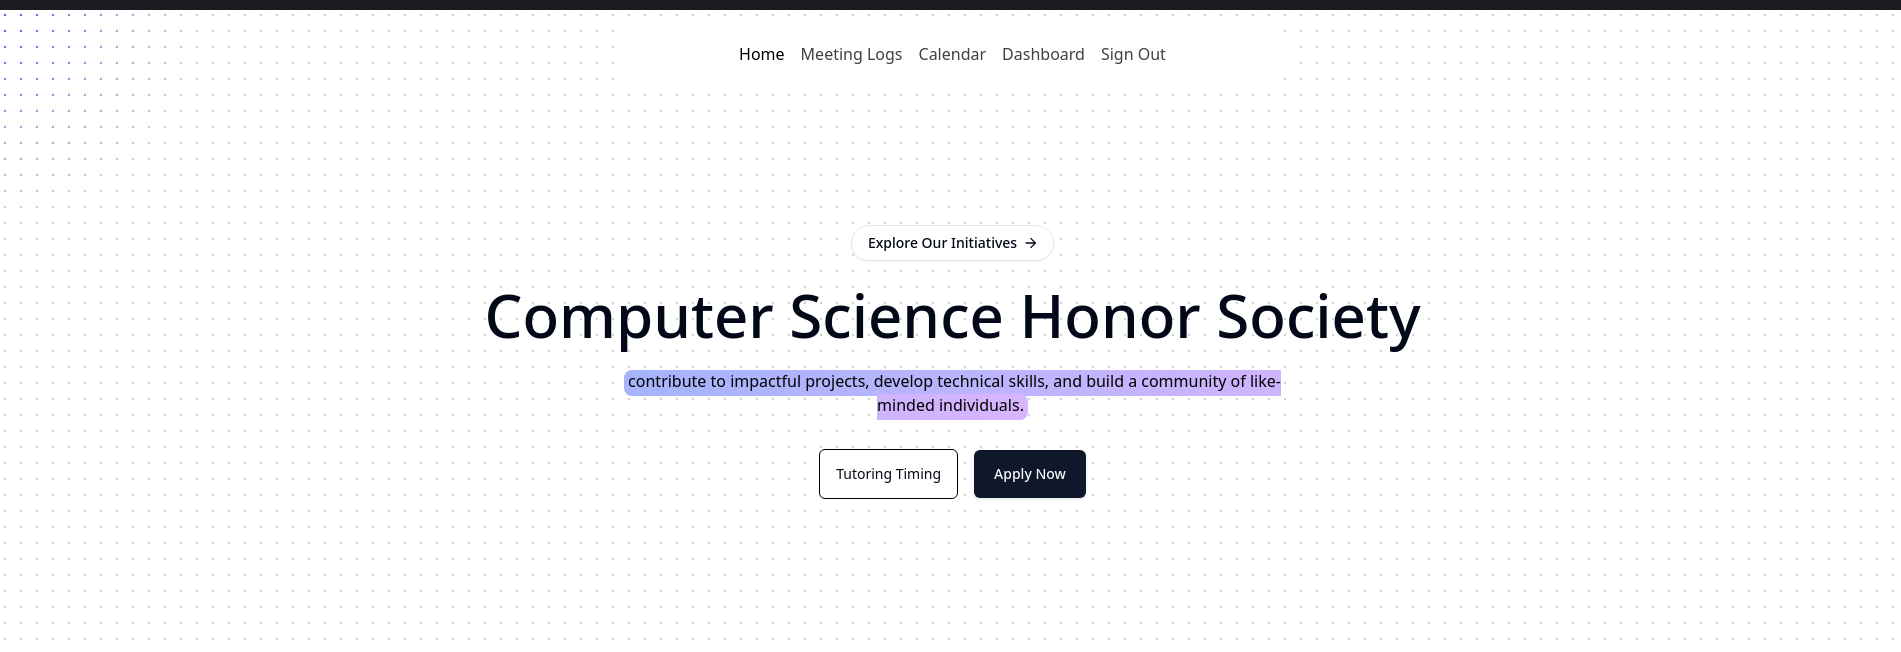 Home Meeting Logs Calendar Dashboard Sign Out
Explore Our Initiatives →
Computer Science Honor Society
contribute to impactful projects, develop technical skills, and build a community of like-
minded individuals.
Tutoring Timing Apply Now